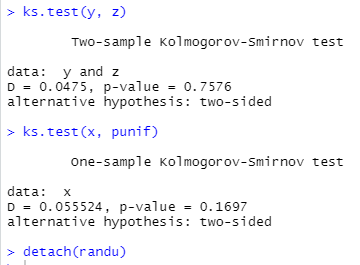 > ks.test(y, z)
Two-sample Kolmogorov-Smirnov test
data:  y and z
D = 0.0475, p-value = 0.7576
alternative hypothesis: two-sided
> ks.test(x, punif)
One-sample Kolmogorov-Smirnov test
data:  x
D = 0.055524, p-value = 0.1697
alternative hypothesis: two-sided
> detach(randu)
>